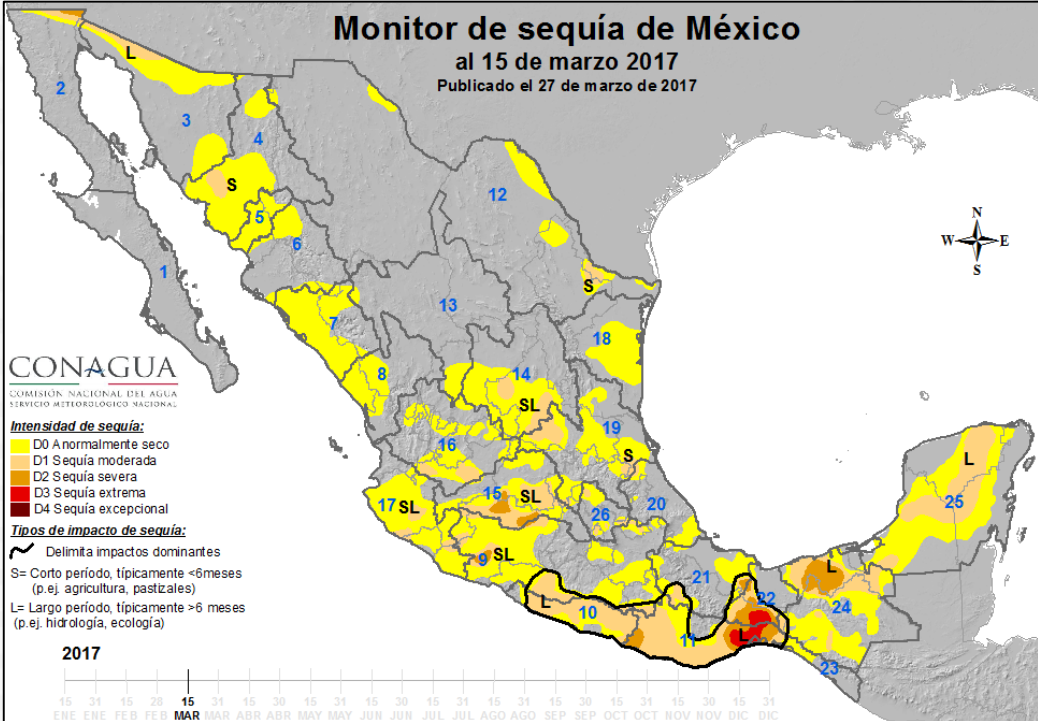 Monitor de sequía de México
al 15 de marzo 2017
Publicado el 27 de marzo de 2017
L
2
3
4
S
5
6
12
1
13
S
7
18
8
14
SL
19
S
16
L
15
SL
17
SL
20
25
26
9
SL
21
L
L
10
22
24
11
L
23
N
W
E
S
CONAGUA
COMISIÓN NACIONAL DEL AGUA
SERVICIO METEOROLÓGICO NACIONAL
Intensidad de sequía:
D0 Anormalmente seco
D1 Sequía moderada
D2 Sequía severa
D3 Sequía extrema
D4 Sequía excepcional
Tipos de impacto de sequía:
Delimita impactos dominantes
S= Corto período, típicamente <6meses
(p.ej. agricultura, pastizales)
L= Largo período, típicamente >6 meses
(p.ej. hidrología, ecología)
2017
15 31 15 28 15 31 15 30 15 31 15 30 15 31 15 31 15 30 15 31 15 30 15 31
ENE ENE FEB FEB MAR MAR ABR ABR MAY MAY JUN JUN JUL JUL AGO AGO SEP SEP OCT OCT NOV NOV DIC DIC